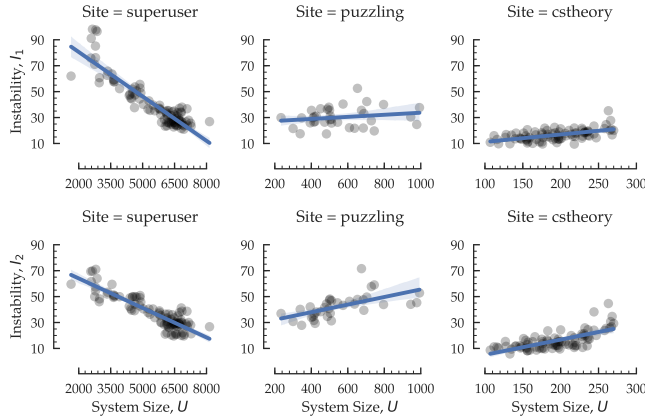 Site = superuser
Site = puzzling
Site = cstheory
Instability, I1
90
70
50
30
10
90
70
50
30
10
90
70
50
30
10
2000 3500 5000 6500 8000
200 400 600 800 1000
100 150 200 250 300
Site = superuser
Site = puzzling
Site = cstheory
Instability, I2
90
70
50
30
10
90
70
50
30
10
90
70
50
30
10
2000 3500 5000 6500 8000
200 400 600 800 1000
100 150 200 250 300
System Size, U
System Size, U
System Size, U